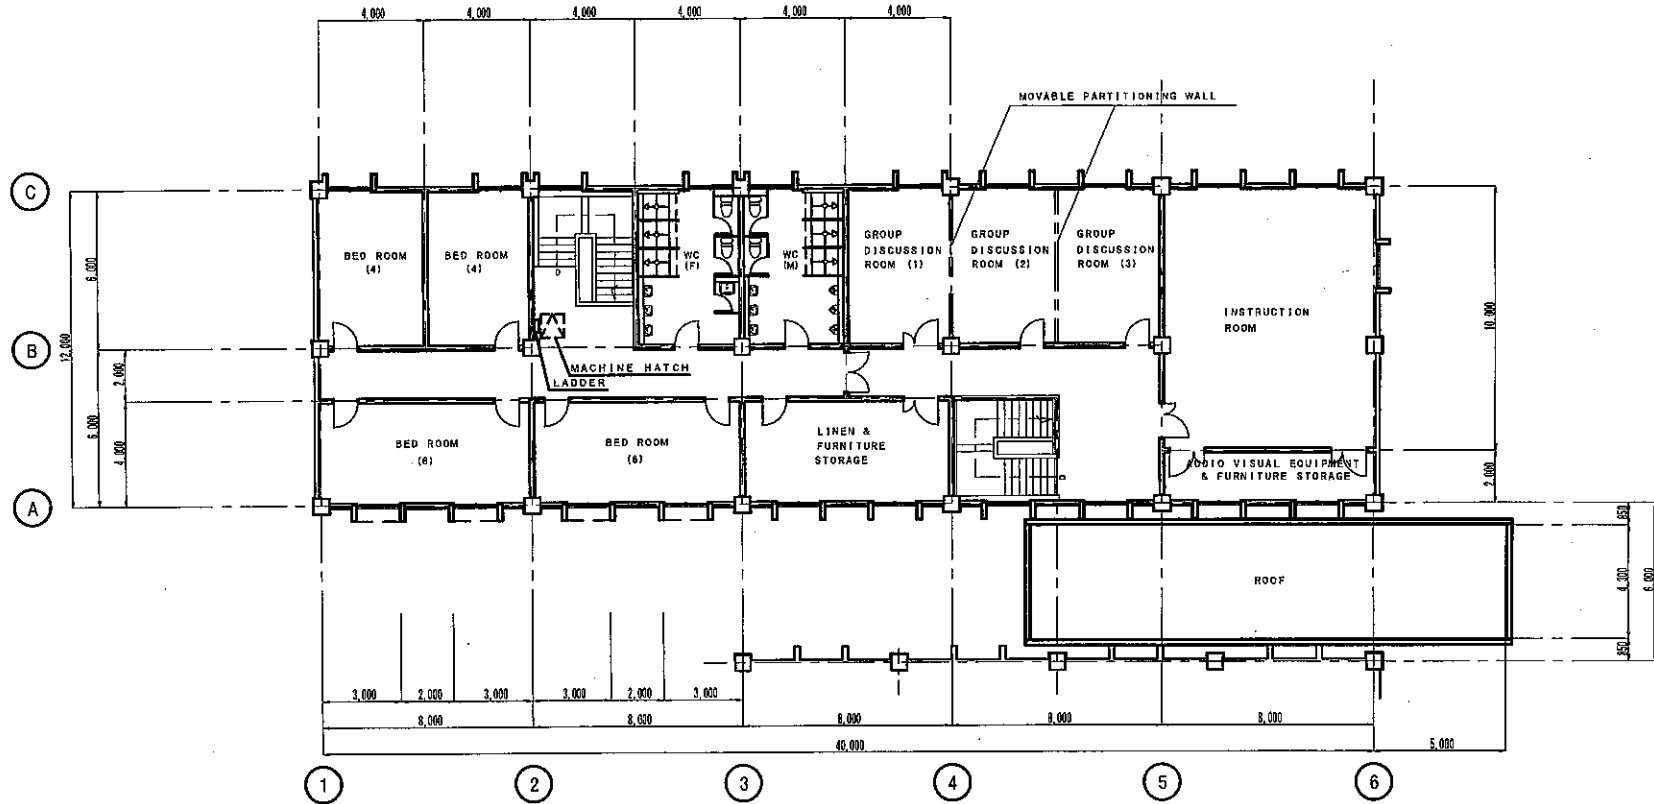 4,000 4,000 4,000 4,000 4,000 4,000
MOVABLE PARTITIONING WALL
C
BED ROOM
(4)
BED ROOM
(4)
D
WC
(F)
WC
(M)
GROUP
DISCUSSION
ROOM (1)
GROUP
DISCUSSION
ROOM (2)
GROUP
DISCUSSION
ROOM (3)
INSTRUCTION
ROOM
6,000
12,000
10,000
B
MACHINE HATCH
LADDER
2,000
6,000
4,000
BED ROOM
(6)
BED ROOM
(6)
LINEN &
FURNITURE
STORAGE
AUDIO VISUAL EQUIPMENT
& FURNITURE STORAGE
2,000
A
850
ROOF
4,300
6,000
850
3,000 2,000 3,000 3,000 2,000 3,000
8,000 8,000 8,000 8,000 8,000
40,000 5,000
1 2 3 4 5 6